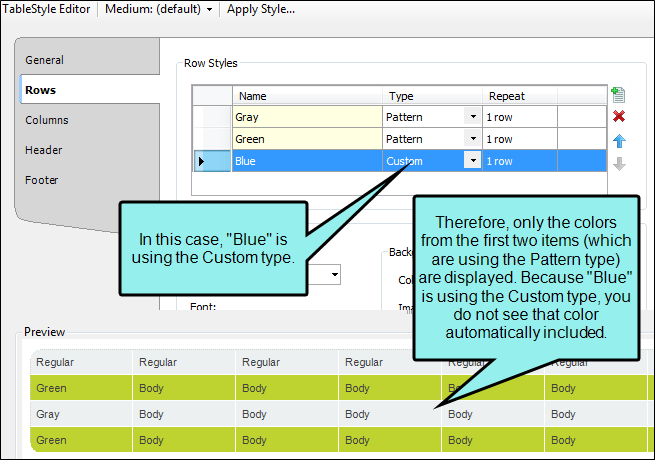 TableStyle Editor Medium: (default) Apply Style...
General
Rows
Columns
Header
Footer
Row Styles
Name Type Repeat
Gray Pattern 1 row
Green Pattern 1 row
Blue Custom 1 row
In this case, "Blue" is
using the Custom type.
Therefore, only the colors
from the first two items (which
are using the Pattern type)
are displayed. Because "Blue"
is using the Custom type, you
do not see that color
automatically included.
Font:
Preview
Regular Regular Regular Regular Regular Regular
Green Body Body Body Body Body
Gray Body Body Body Body Body
Green Body Body Body Body Body